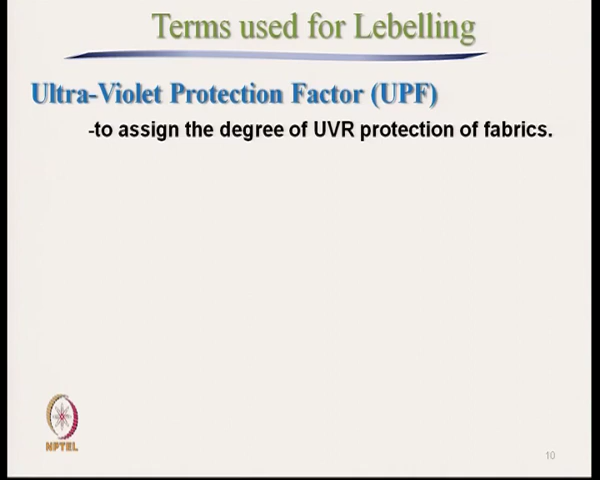 Terms used for Lebelling
Ultra-Violet Protection Factor (UPF)
-to assign the degree of UVR protection of fabrics.
NPTEL
10